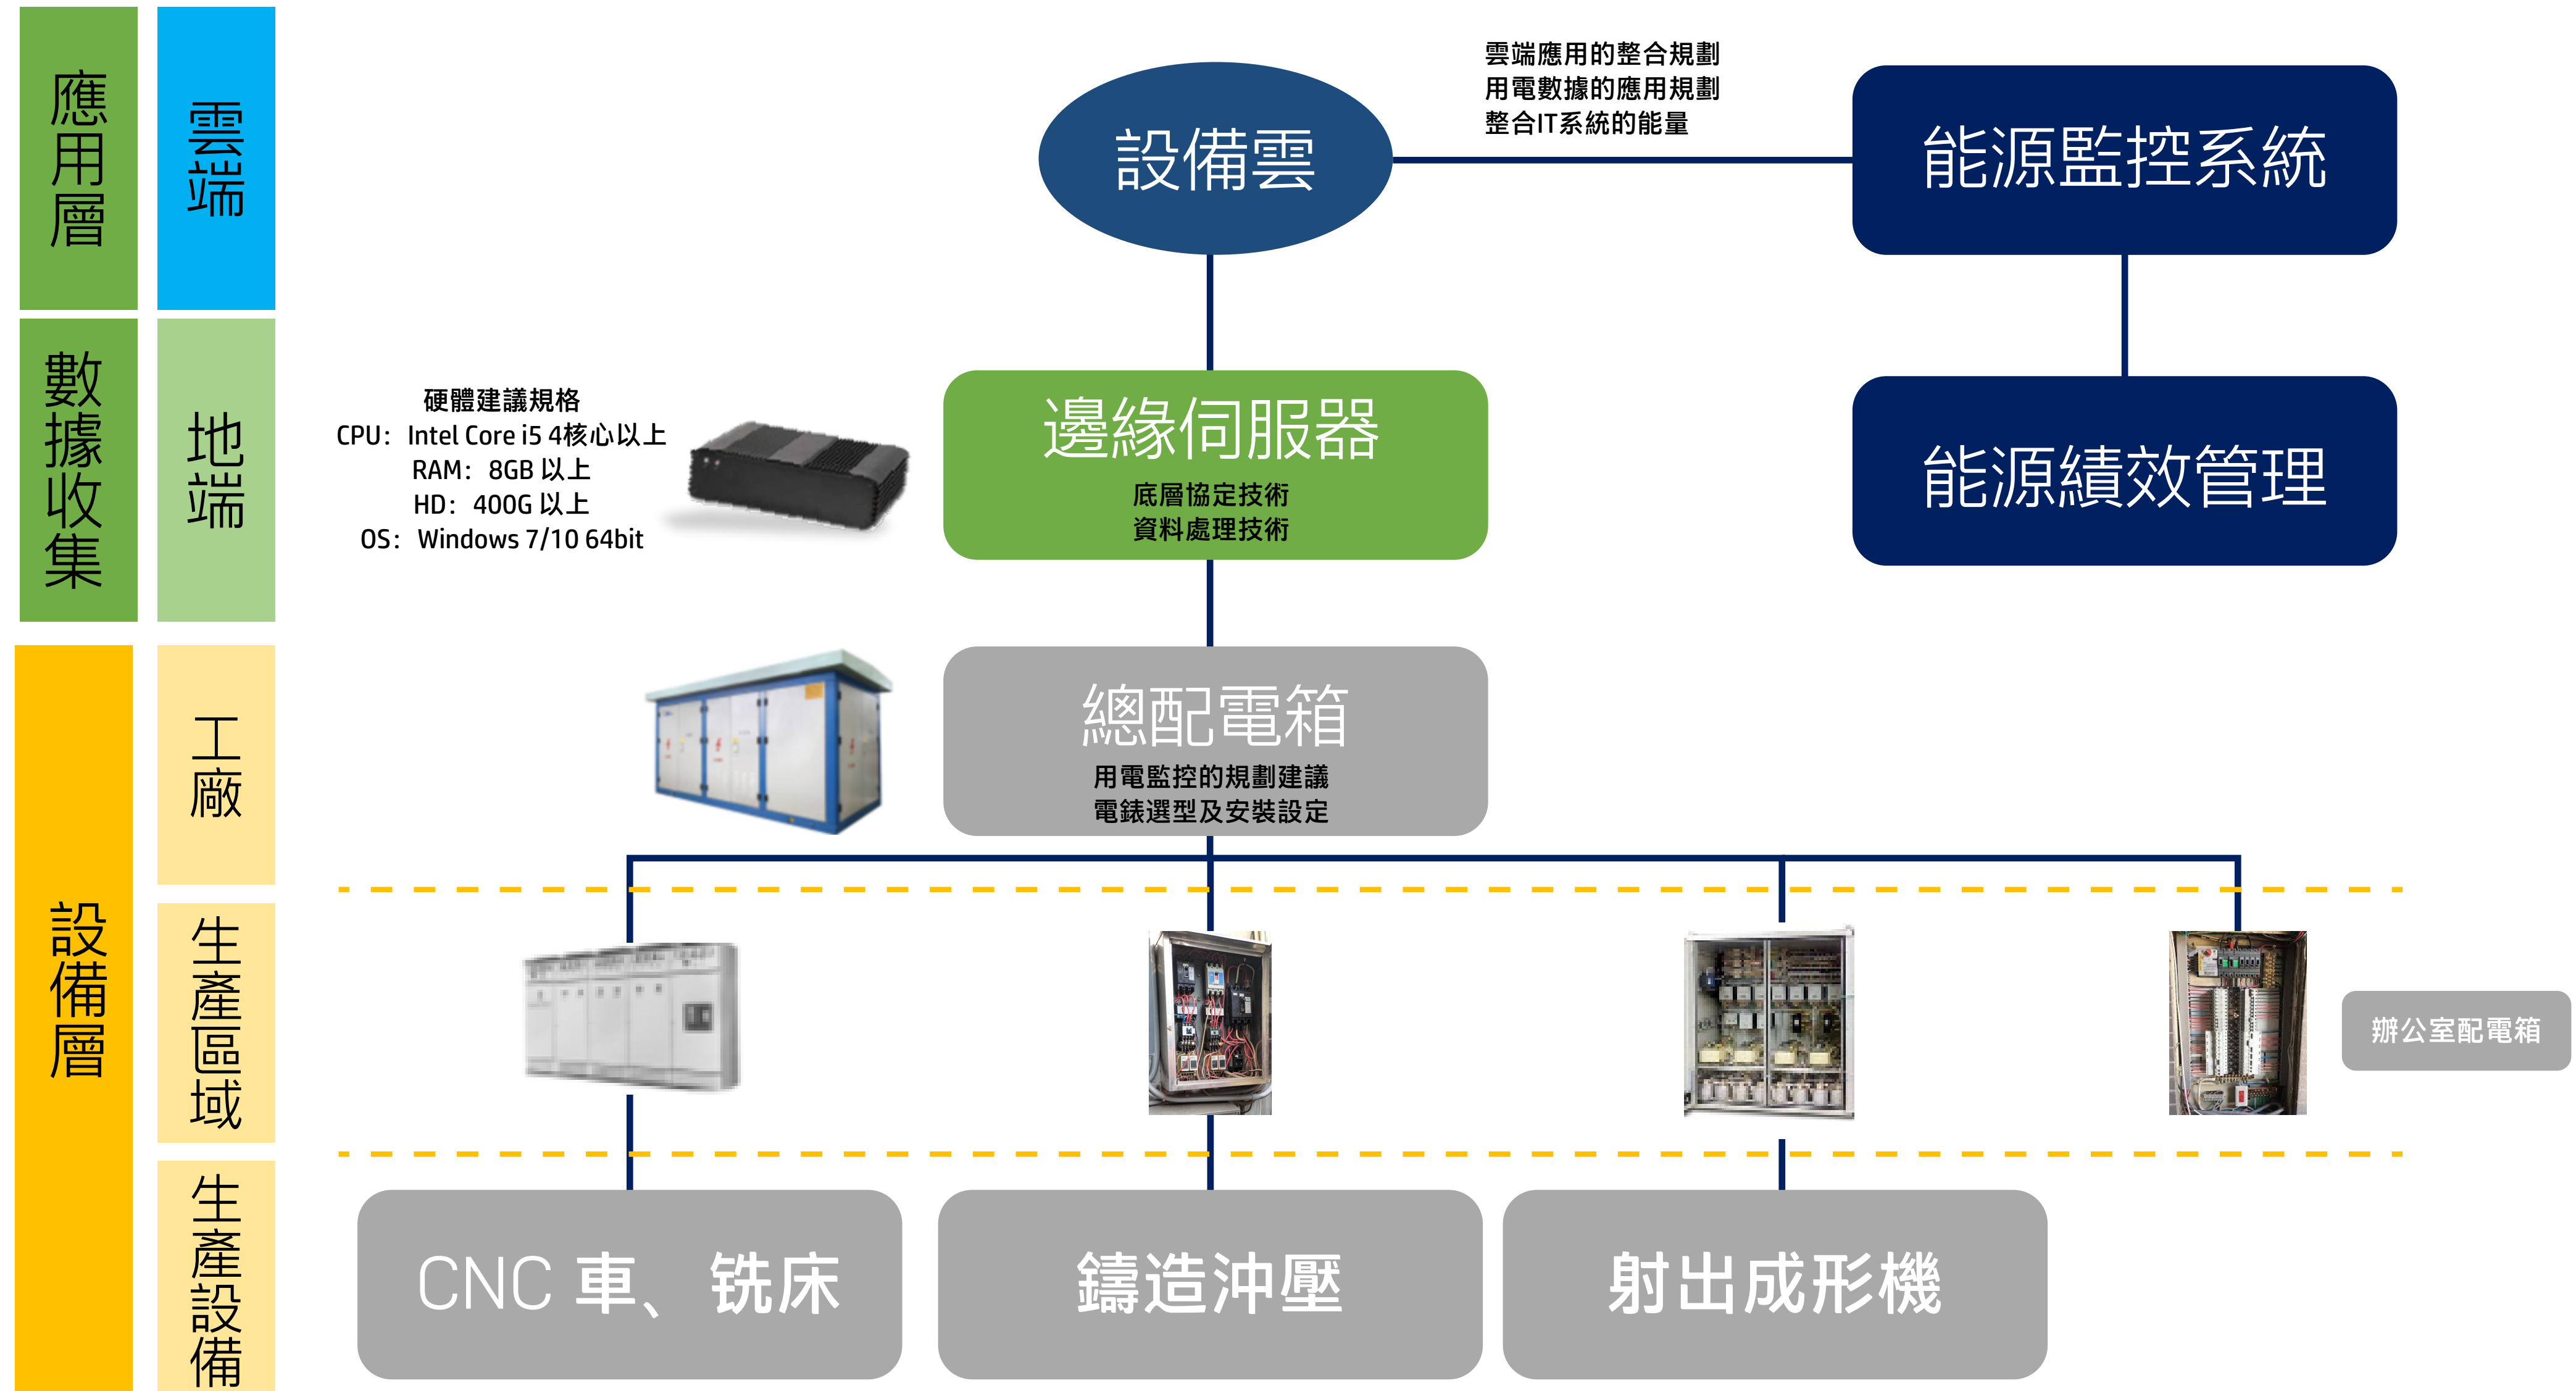 應用層
雲端
設備雲
雲端應用的整合規劃
用電數據的應用規劃
整合IT系統的能量
能源監控系統
數據收集
地端
硬體建議規格
CPU：Intel Core i5 4核心以上
RAM：8GB 以上
HD：400G 以上
OS：Windows 7/10 64bit
邊緣伺服器
底層協定技術
資料處理技術
能源績效管理
設備層
工廠
總配電箱
用電監控的規劃建議
電錶選型及安裝設定
生產區域
辦公室配電箱
生產設備
CNC 車、铣床
鑄造沖壓
射出成形機